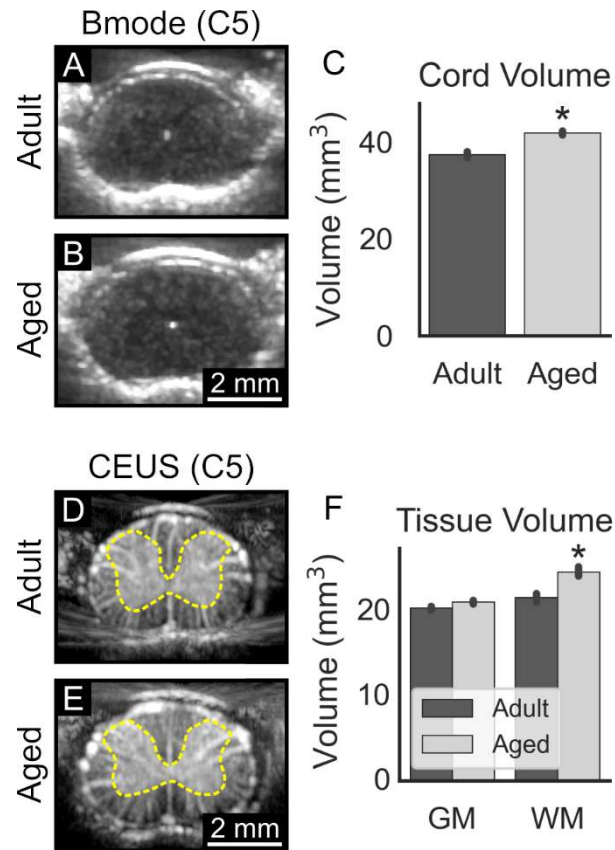 Bmode (C5)
A
Adult
B
Aged
2 mm
C
Cord Volume
Volume (mm³)
40
20
0
*
Adult
Aged
CEUS (C5)
D
Adult
E
Aged
2 mm
F
Tissue Volume
Volume (mm³)
20
10
0
*
Adult
Aged
GM
WM